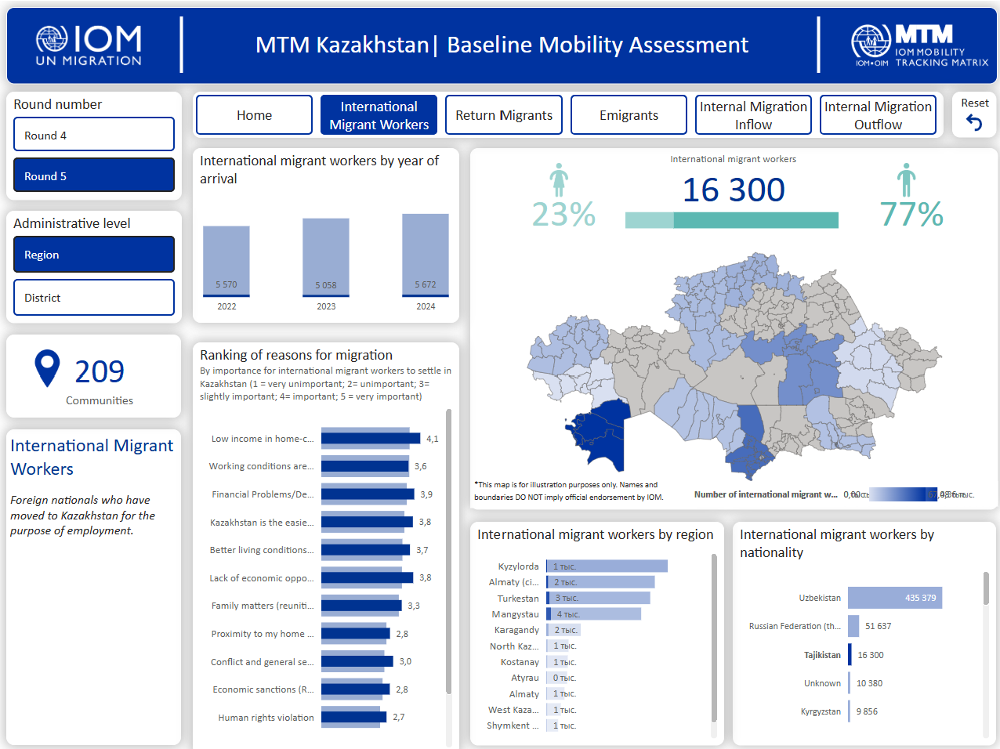 IOM
UN MIGRATION
MTM Kazakhstan| Baseline Mobility Assessment
IOM•OIM
MTM
IOM MOBILITY
TRACKING MATRIX
Round number
Round 4
Round 5
Administrative level
Region
District
209
Communities
International Migrant
Workers
Foreign nationals who have
moved to Kazakhstan for the
purpose of employment.
Home
International
Migrant Workers
Return Migrants
Emigrants
Internal Migration
Inflow
Internal Migration
Outflow
Reset
International migrant workers by year of
arrival
5 570
5 058
5 672
2022
2023
2024
Ranking of reasons for migration
By importance for international migrant workers to settle in
Kazakhstan (1 = very unimportant; 2= unimportant; 3=
slightly important; 4= important; 5 = very important)
Low income in home-c... 4,1
Working conditions are... 3,6
Financial Problems/De... 3,9
Kazakhstan is the easie... 3,8
Better living conditions... 3,7
Lack of economic oppo... 3,8
Family matters (reuniti... 3,3
Proximity to my home ... 2,8
Conflict and general se... 3,0
Economic sanctions (R... 2,8
Human rights violation 2,7
International migrant workers
23%
16 300
77%
*This map is for illustration purposes only. Names and
boundaries DO NOT imply official endorsement by IOM.
Number of international migrant w...
International migrant workers by region
Kyzylorda 1 тыс.
Almaty (ci... 2 тыс.
Turkestan 3 тыс.
Mangystau 4 тыс.
Karagandy 2 тыс.
North Kaz... 1 тыс.
Kostanay 1 тыс.
Atyrau 0 тыс.
Almaty 1 тыс.
West Kaza... 1 тыс.
Shymkent ... 1 тыс.
International migrant workers by
nationality
Uzbekistan 435 379
Russian Federation (th... 51 637
Tajikistan 16 300
Unknown 10 380
Kyrgyzstan 9 856